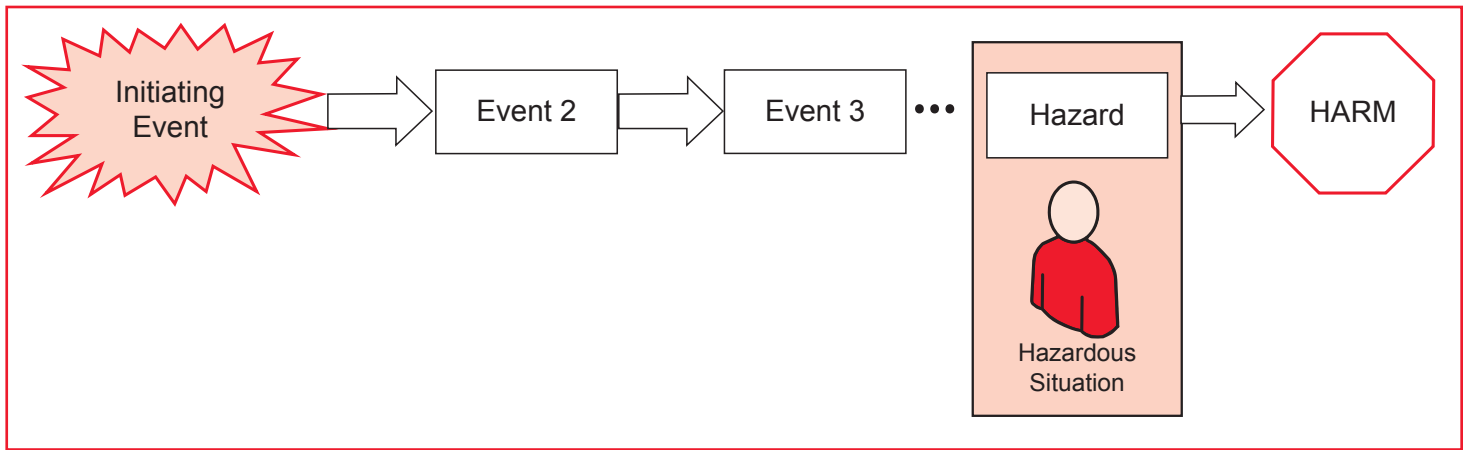 Initiating
Event
Event 2
Event 3
•••
Hazard
HARM
Hazardous
Situation